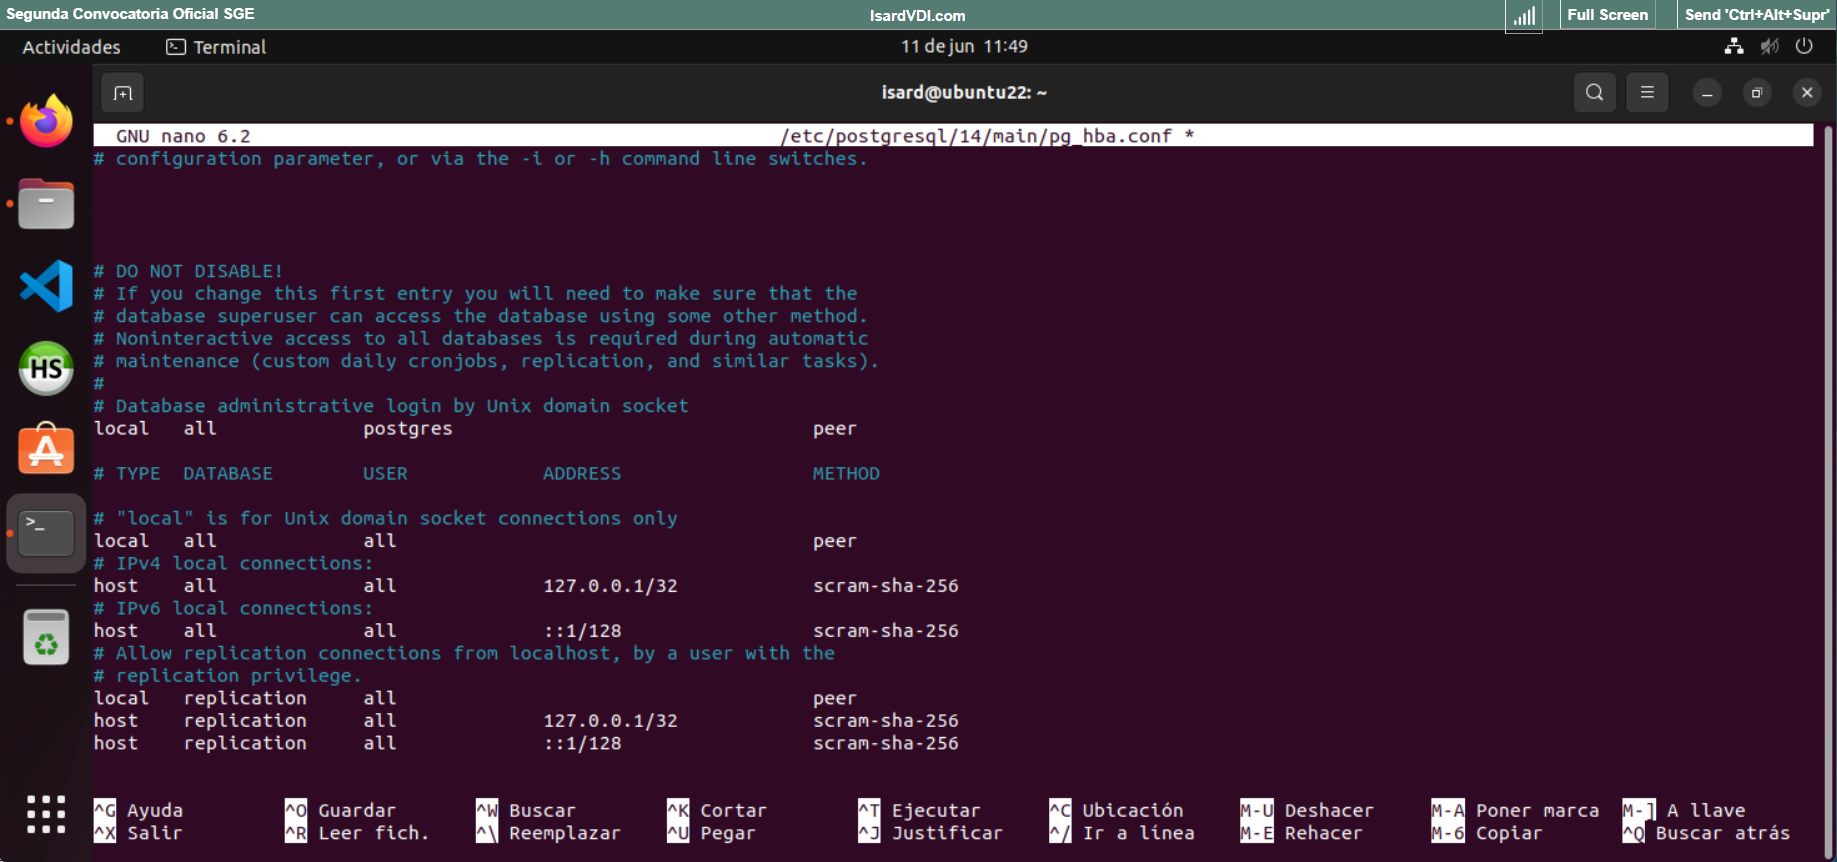 Segunda Convocatoria Oficial SGE
IsardVDI.com
Full Screen
Send 'Ctrl+Alt+Supr'
Actividades
Terminal
11 de jun 11:49
isard@ubuntu22: ~
GNU nano 6.2 /etc/postgresql/14/main/pg_hba.conf *
# configuration parameter, or via the -i or -h command line switches.
# DO NOT DISABLE!
# If you change this first entry you will need to make sure that the
# database superuser can access the database using some other method.
# Noninteractive access to all databases is required during automatic
# maintenance (custom daily cronjobs, replication, and similar tasks).
#
# Database administrative login by Unix domain socket
local all postgres peer
# TYPE DATABASE USER ADDRESS METHOD
# "local" is for Unix domain socket connections only
local all all peer
# IPv4 local connections:
host all all 127.0.0.1/32 scram-sha-256
# IPv6 local connections:
host all all ::1/128 scram-sha-256
# Allow replication connections from localhost, by a user with the
# replication privilege.
local replication all peer
host replication all 127.0.0.1/32 scram-sha-256
host replication all ::1/128 scram-sha-256
HS
^G Ayuda ^O Guardar ^W Buscar ^K Cortar ^T Ejecutar ^C Ubicación M-U Deshacer M-A Poner marca M-] A llave
^X Salir ^R Leer fich. ^\ Reemplazar ^U Pegar ^J Justificar ^/ Ir a línea M-E Rehacer M-6 Copiar ^Q Buscar atrás